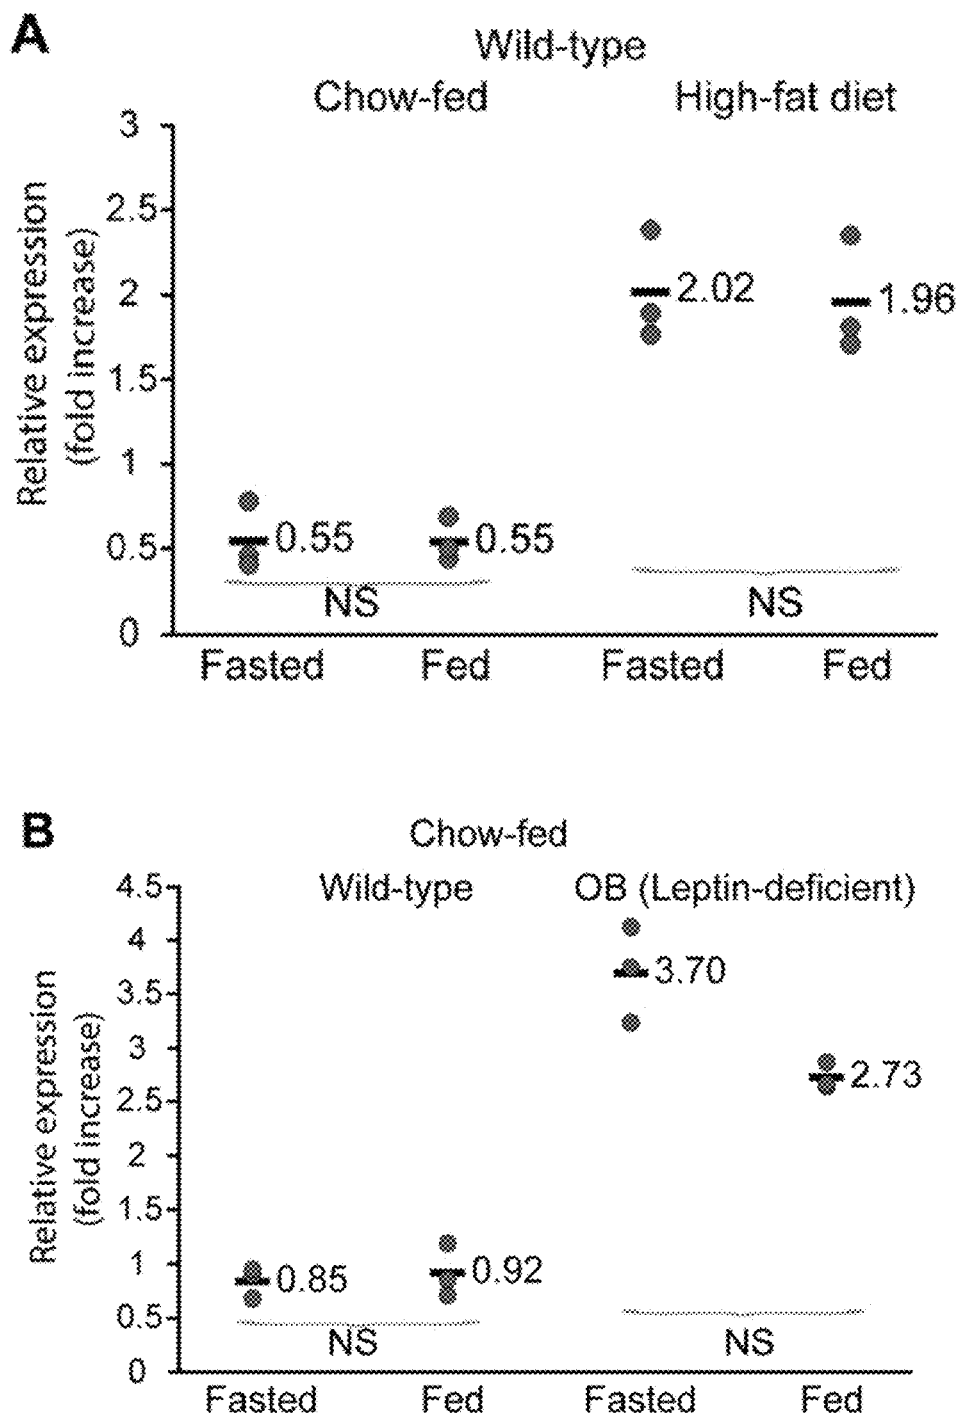 A
Wild-type
Chow-fed
High-fat diet
Relative expression
(fold increase)
3
2.5
2
1.5
1
0.5
0
2.02
1.96
0.55
0.55
NS
NS
Fasted
Fed
Fasted
Fed
B
Chow-fed
Wild-type
OB (Leptin-deficient)
Relative expression
(fold increase)
4.5
4
3.5
3
2.5
2
1.5
1
0.5
0
3.70
2.73
0.85
0.92
NS
NS
Fasted
Fed
Fasted
Fed